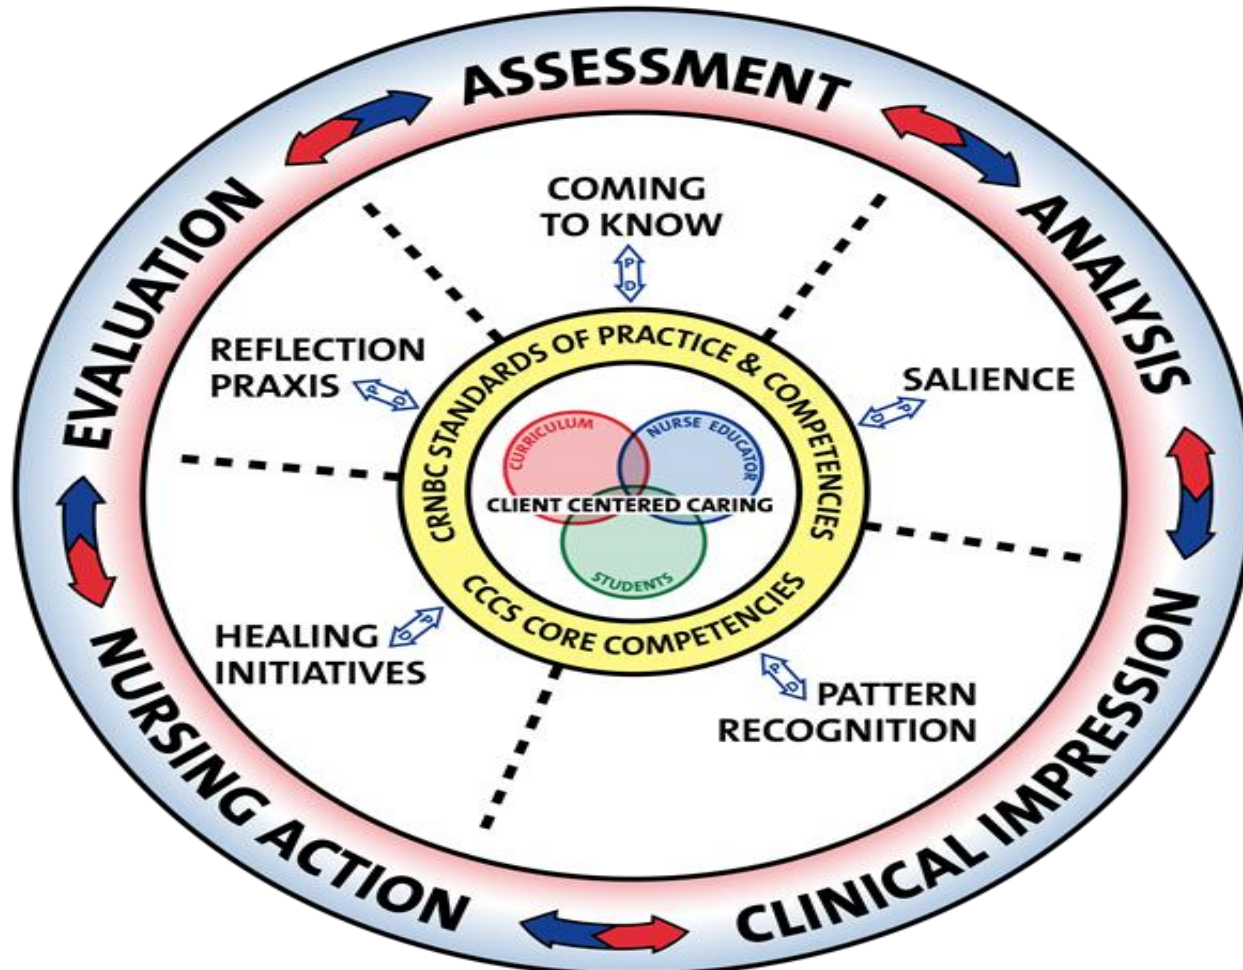 ASSESSMENT
ANALYSIS
CLINICAL IMPRESSION
NURSING ACTION
EVALUATION
COMING
TO KNOW
P
D
SALIENCE
P
D
PATTERN
RECOGNITION
P
D
HEALING
INITIATIVES
P
D
REFLECTION
PRAXIS
P
D
CRNBC STANDARDS OF PRACTICE & COMPETENCIES
CCCS CORE COMPETENCIES
CURRICULUM
NURSE EDUCATOR
CLIENT CENTERED CARING
STUDENTS